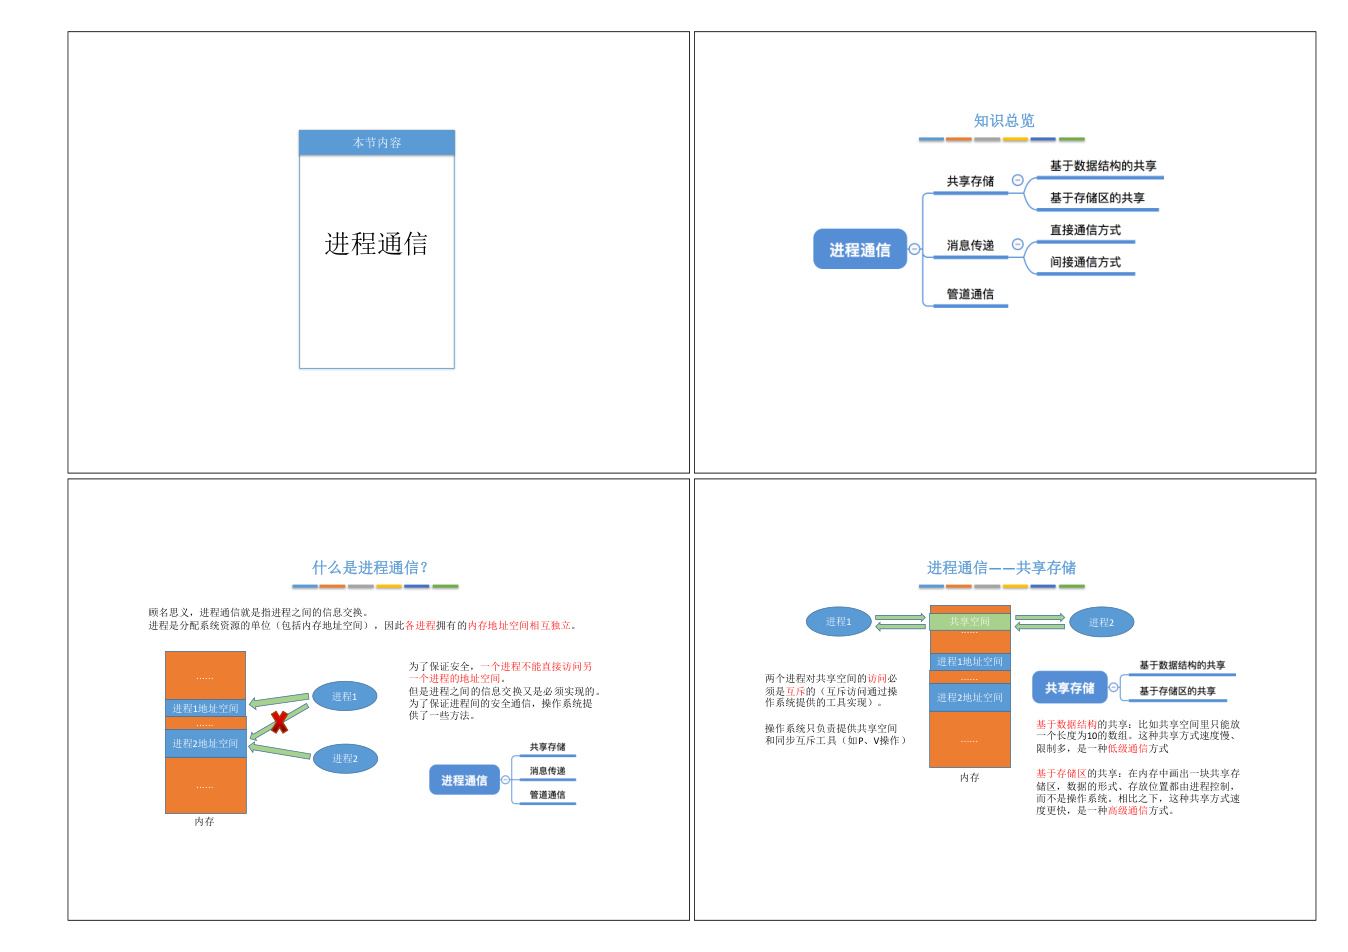 本节内容
进程通信
知识总览
进程通信
共享存储
基于数据结构的共享
基于存储区的共享
消息传递
直接通信方式
间接通信方式
管道通信
什么是进程通信？
顾名思义，进程通信就是指进程之间的信息交换。
进程是分配系统资源的单位（包括内存地址空间），因此各进程拥有的内存地址空间相互独立。
……
进程1地址空间
……
进程2地址空间
……
内存
进程1
进程2
为了保证安全，一个进程不能直接访问另
一个进程的地址空间。
但是进程之间的信息交换又是必须实现的。
为了保证进程间的安全通信，操作系统提
供了一些方法。
进程通信
共享存储
消息传递
管道通信
进程通信——共享存储
进程1
共享空间
进程2
……
进程1地址空间
……
进程2地址空间
……
内存
两个进程对共享空间的访问必
须是互斥的（互斥访问通过操
作系统提供的工具实现）。
操作系统只负责提供共享空间
和同步互斥工具（如P、V操作）
共享存储
基于数据结构的共享
基于存储区的共享
基于数据结构的共享：比如共享空间里只能放
一个长度为10的数组。这种共享方式速度慢、
限制多，是一种低级通信方式
基于存储区的共享：在内存中画出一块共享存
储区，数据的形式、存放位置都由进程控制，
而不是操作系统。相比之下，这种共享方式速
度更快，是一种高级通信方式。